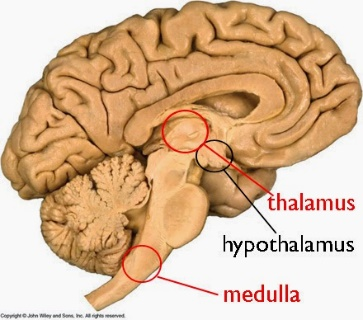 thalamus
hypothalamus
medulla
Copyright © John Wiley and Sons, Inc. All rights reserved.